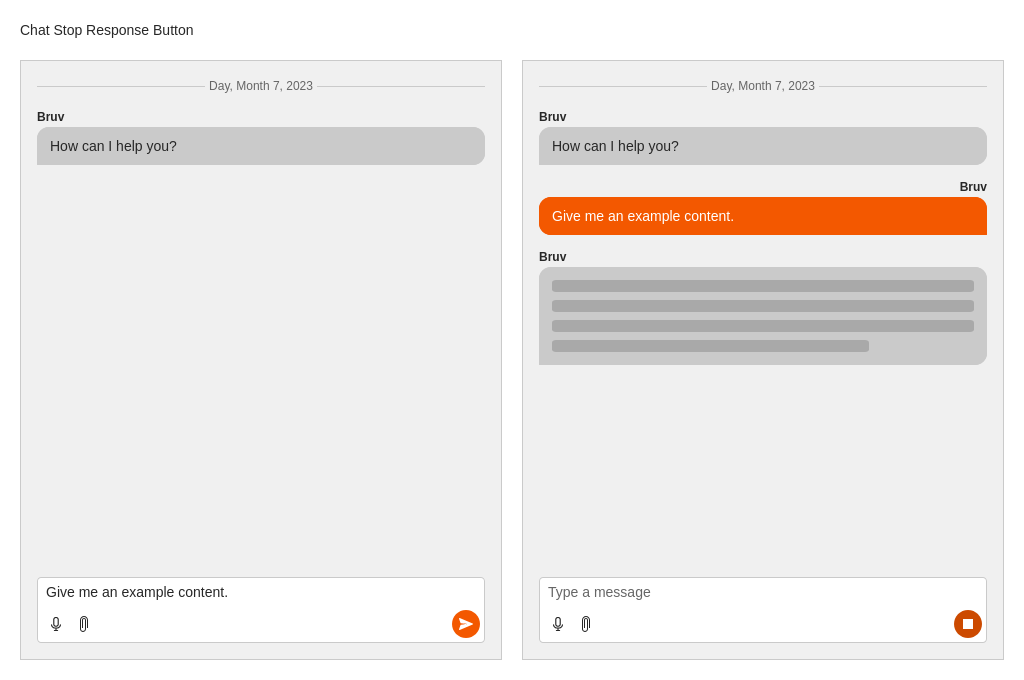 Chat Stop Response Button
Day, Month 7, 2023
Bruv
How can I help you?
Give me an example content.
Day, Month 7, 2023
Bruv
How can I help you?
Bruv
Give me an example content.
Bruv
Type a message